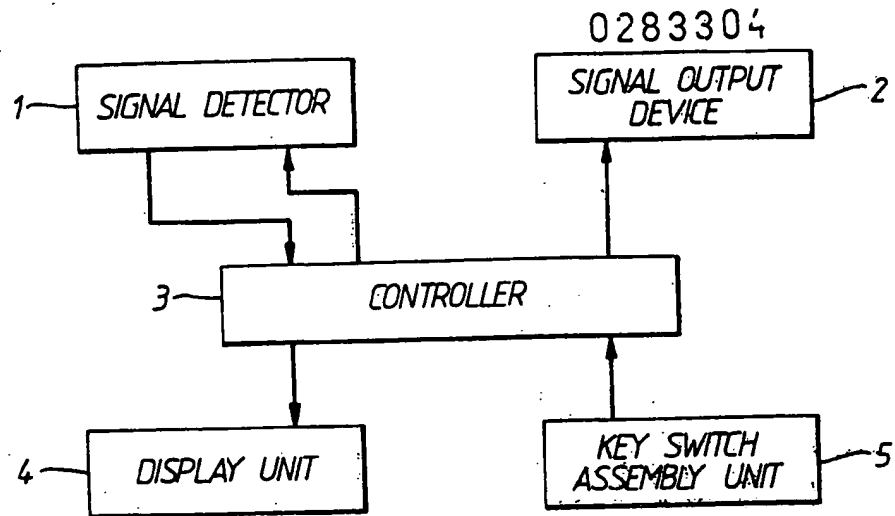 0283304
1
SIGNAL DETECTOR
SIGNAL OUTPUT
DEVICE
2
3
CONTROLLER
4
DISPLAY UNIT
KEY SWITCH
ASSEMBLY UNIT
5